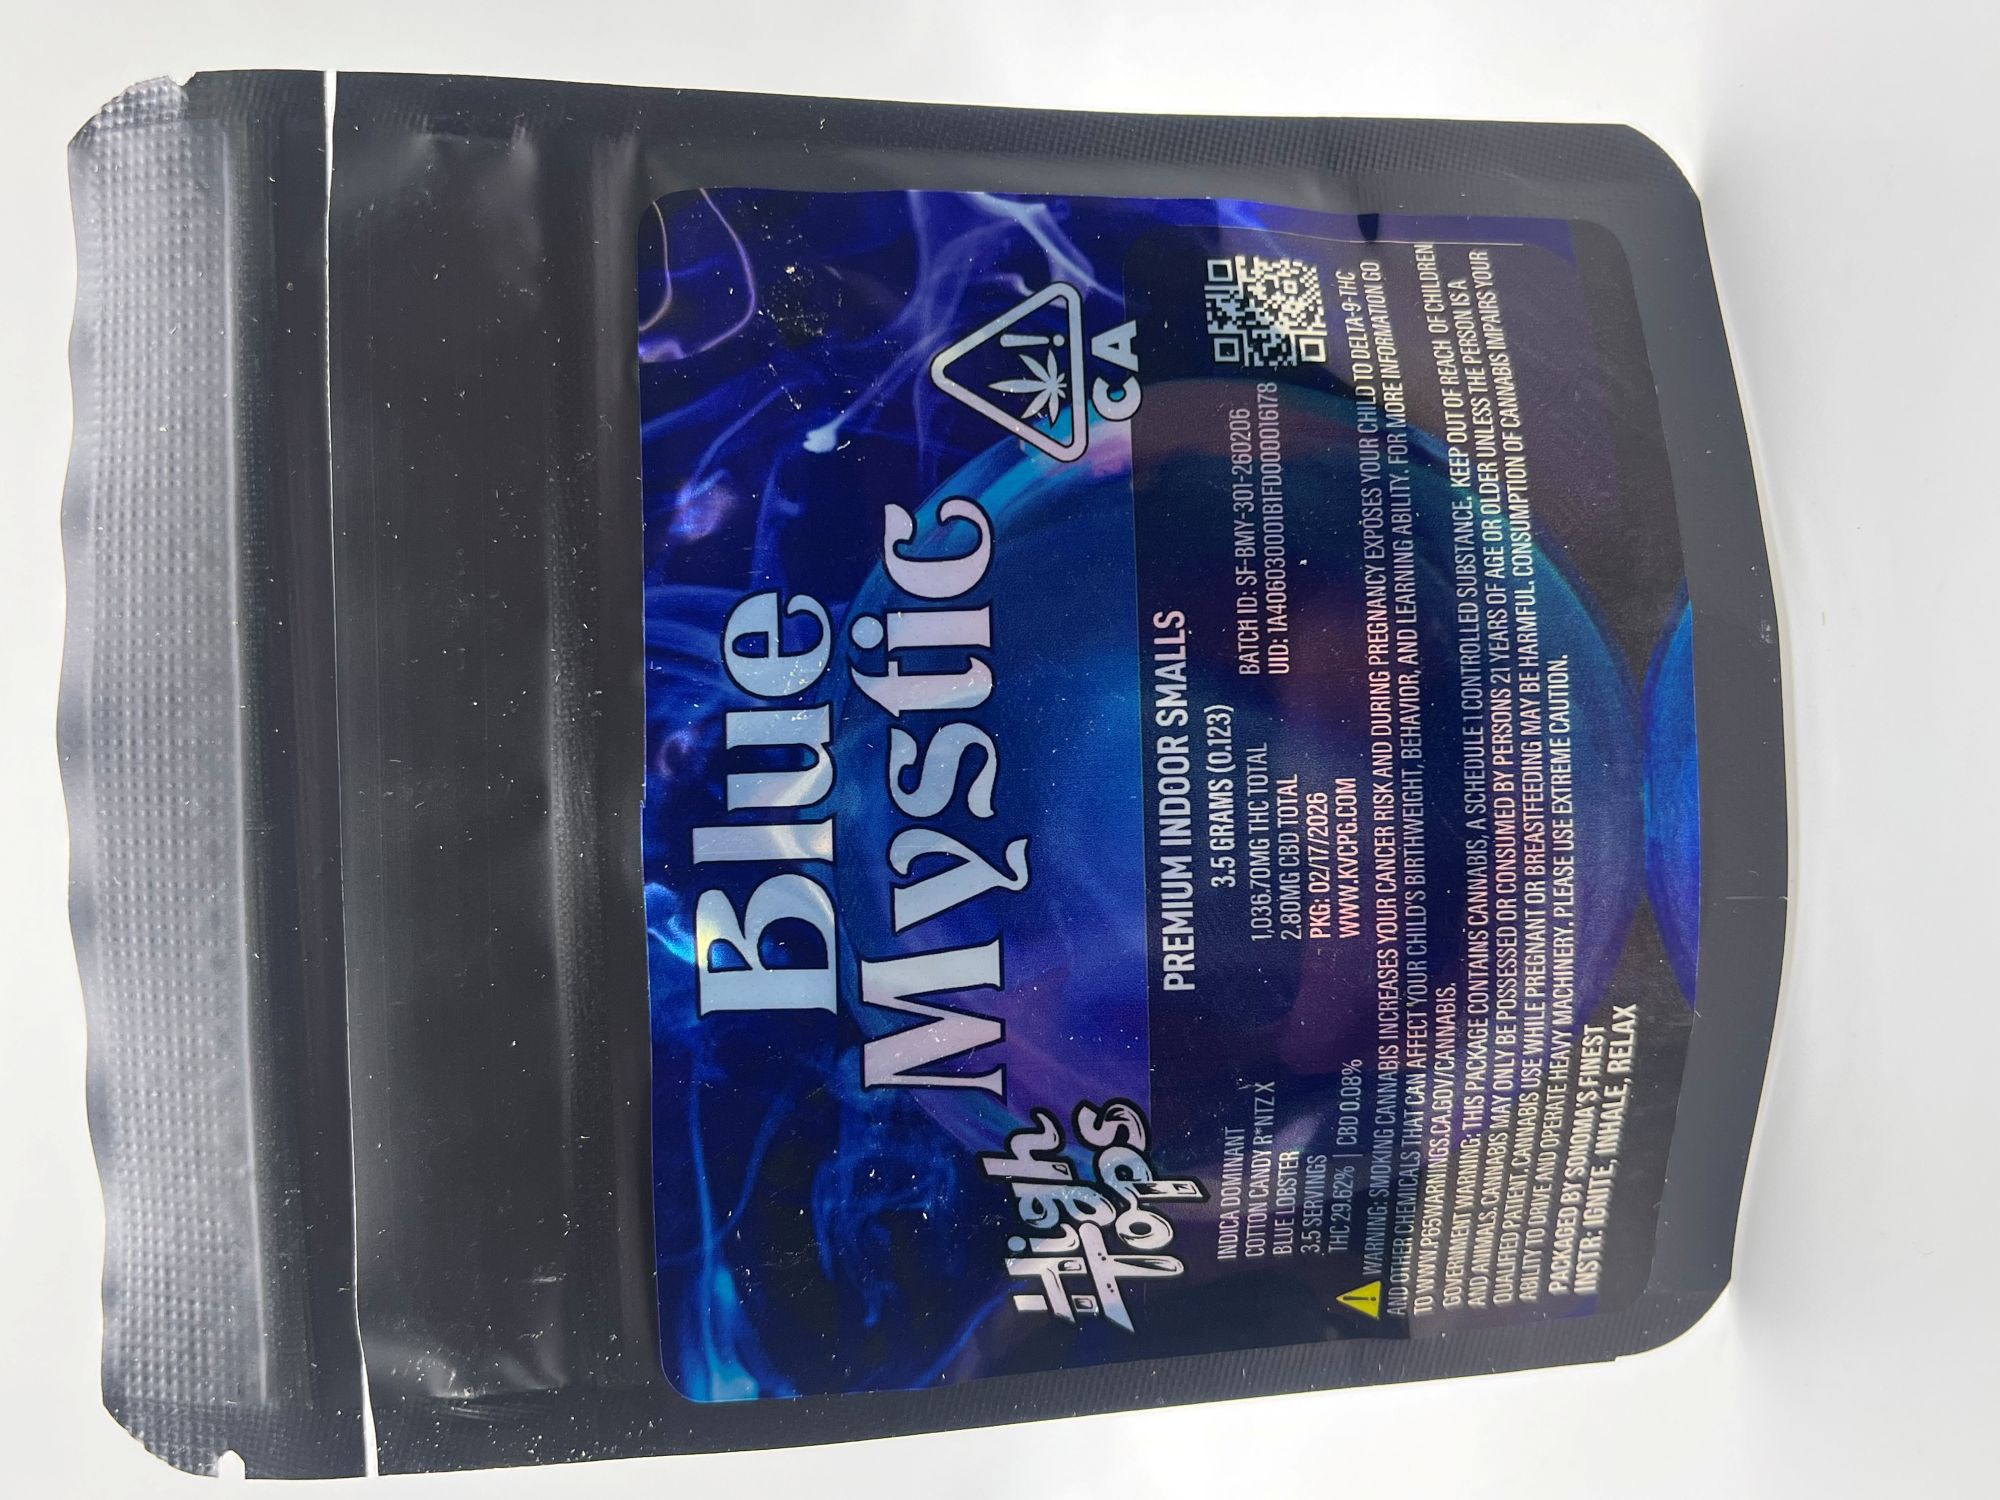 Blue
Mystic
High
Tops
CA
PREMIUM INDOOR SMALLS
3.5 GRAMS (0.123)
INDICA DOMINANT
COTTON CANDY R*NTZ X
BLUE LOBSTER
3.5 SERVINGS
THC 29.62% | CBD 0.08%
1,036.70MG THC TOTAL
2.80MG CBD TOTAL
PKG: 02/17/2026
WWW.KVCPG.COM
BATCH ID: SF-BMY-301-260206
UID: 1A4060300001B1FD00016178
WARNING: SMOKING CANNABIS INCREASES YOUR CANCER RISK AND DURING PREGNANCY EXPOSES YOUR CHILD TO DELTA-9-THC
AND OTHER CHEMICALS THAT CAN AFFECT YOUR CHILD'S BIRTHWEIGHT, BEHAVIOR, AND LEARNING ABILITY. FOR MORE INFORMATION GO
TO WWW.P65WARNINGS.CA.GOV/CANNABIS.
GOVERNMENT WARNING: THIS PACKAGE CONTAINS CANNABIS, A SCHEDULE I CONTROLLED SUBSTANCE. KEEP OUT OF REACH OF CHILDREN
AND ANIMALS. CANNABIS MAY ONLY BE POSSESSED OR CONSUMED BY PERSONS 21 YEARS OF AGE OR OLDER UNLESS THE PERSON IS A
QUALIFIED PATIENT. CANNABIS USE WHILE PREGNANT OR BREASTFEEDING MAY BE HARMFUL. CONSUMPTION OF CANNABIS IMPAIRS YOUR
ABILITY TO DRIVE AND OPERATE HEAVY MACHINERY. PLEASE USE EXTREME CAUTION.
PACKAGED BY SONOMA'S FINEST
INSTR: IGNITE, INHALE, RELAX